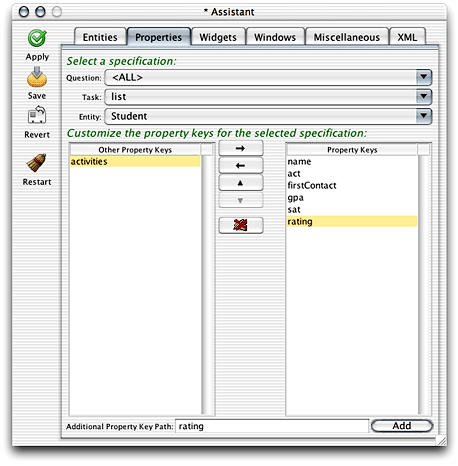 * Assistant
Apply
Save
Revert
Restart
Entities Properties Widgets Windows Miscellaneous XML
Select a specification:
Question: <ALL>
Task: list
Entity: Student
Customize the property keys for the selected specification:
Other Property Keys
activities
Property Keys
name
act
firstContact
gpa
sat
rating
Additional Property Key Path: rating Add